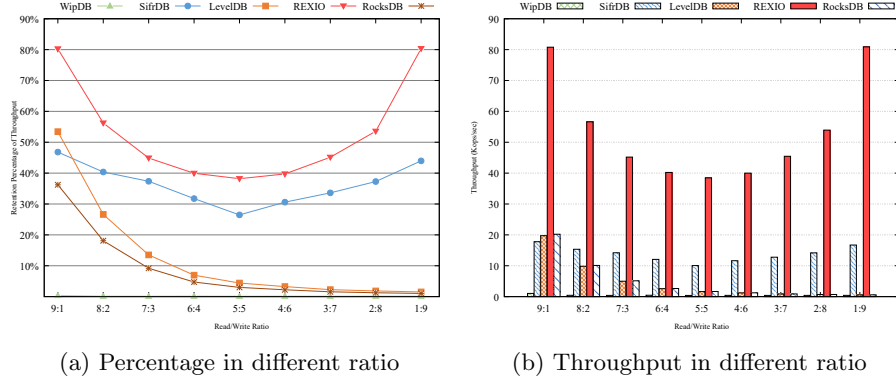 WipDB SifrDB LevelDB REXIO RocksDB
90%
80%
70%
60%
50%
40%
30%
20%
10%
Retention Percentage of Throughput
9:1 8:2 7:3 6:4 5:5 4:6 3:7 2:8 1:9
Read/Write Ratio
(a) Percentage in different ratio
WipDB SifrDB LevelDB REXIO RocksDB
90
80
70
60
50
40
30
20
10
0
Throughput (Kops/sec)
9:1 8:2 7:3 6:4 5:5 4:6 3:7 2:8 1:9
Read/Write Ratio
(b) Throughput in different ratio